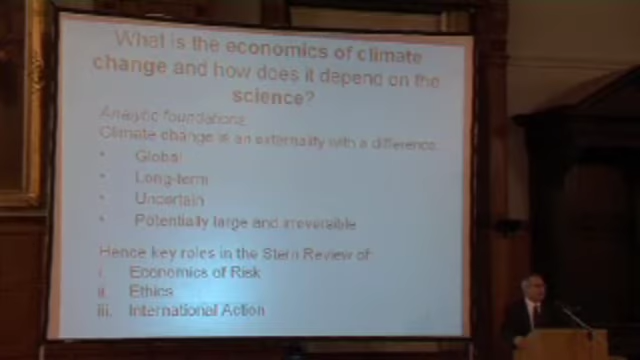 What is the economics of climate
change and how does it depend on the
science?
Analytic foundations:
Climate change is an externality with a difference:
• Global
• Long-term
• Uncertain
• Potentially large and irreversible
Hence key roles in the Stern Review of:
i. Economics of Risk
ii. Ethics
iii. International Action